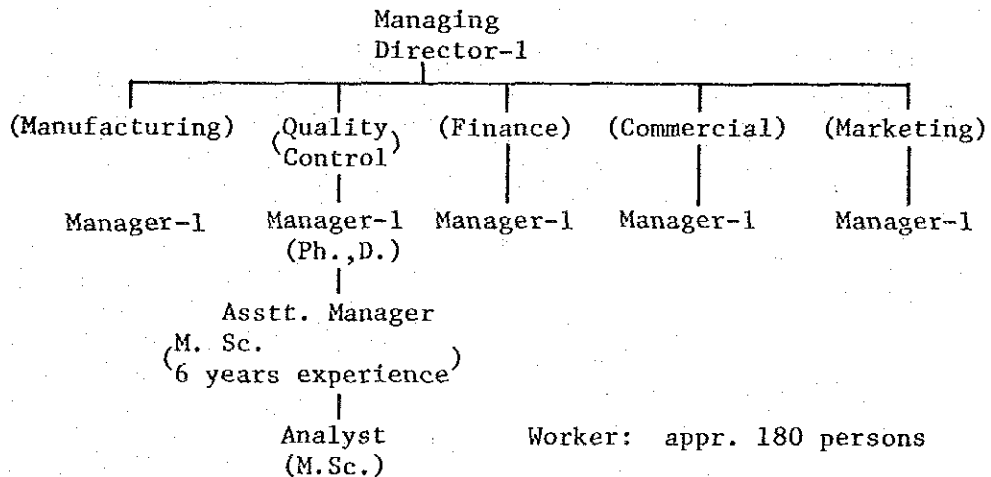 Managing
Director-1
(Manufacturing) (Quality Control) (Finance) (Commercial) (Marketing)
Manager-1 Manager-1 Manager-1 Manager-1 Manager-1
(Ph.,D.)
Asstt. Manager
(M. Sc.
6 years experience)
Analyst Worker: appr. 180 persons
(M.Sc.)